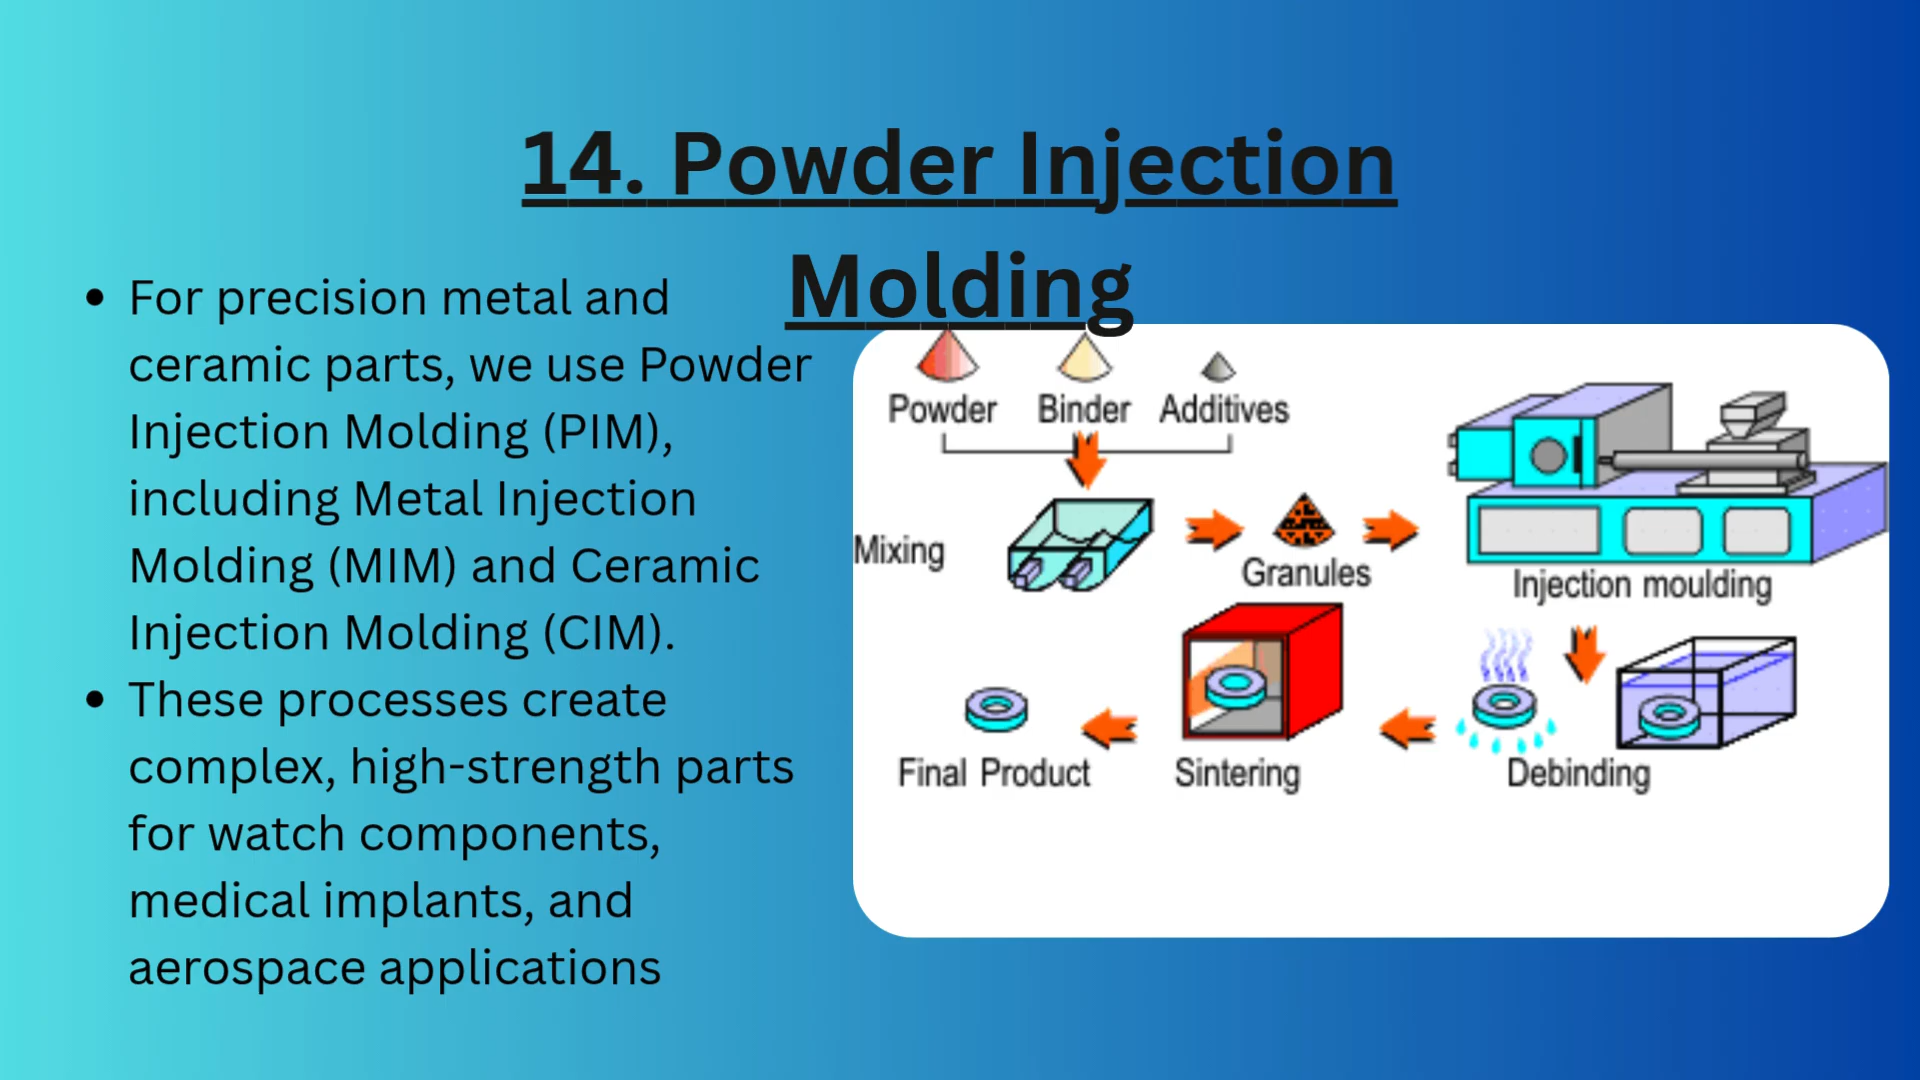 14. Powder Injection
Molding
• For precision metal and
ceramic parts, we use Powder
Injection Molding (PIM),
including Metal Injection
Molding (MIM) and Ceramic
Injection Molding (CIM).
• These processes create
complex, high-strength parts
for watch components,
medical implants, and
aerospace applications
Powder Binder Additives
Mixing
Granules
Injection moulding
Final Product
Sintering
Debinding